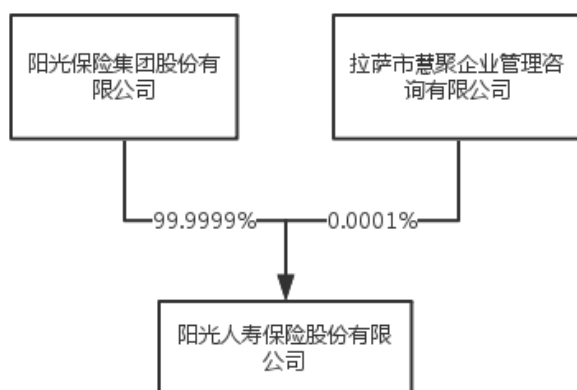 阳光保险集团股份有
限公司
拉萨市慧聚企业管理咨
询有限公司
99.9999%
0.0001%
阳光人寿保险股份有限
公司